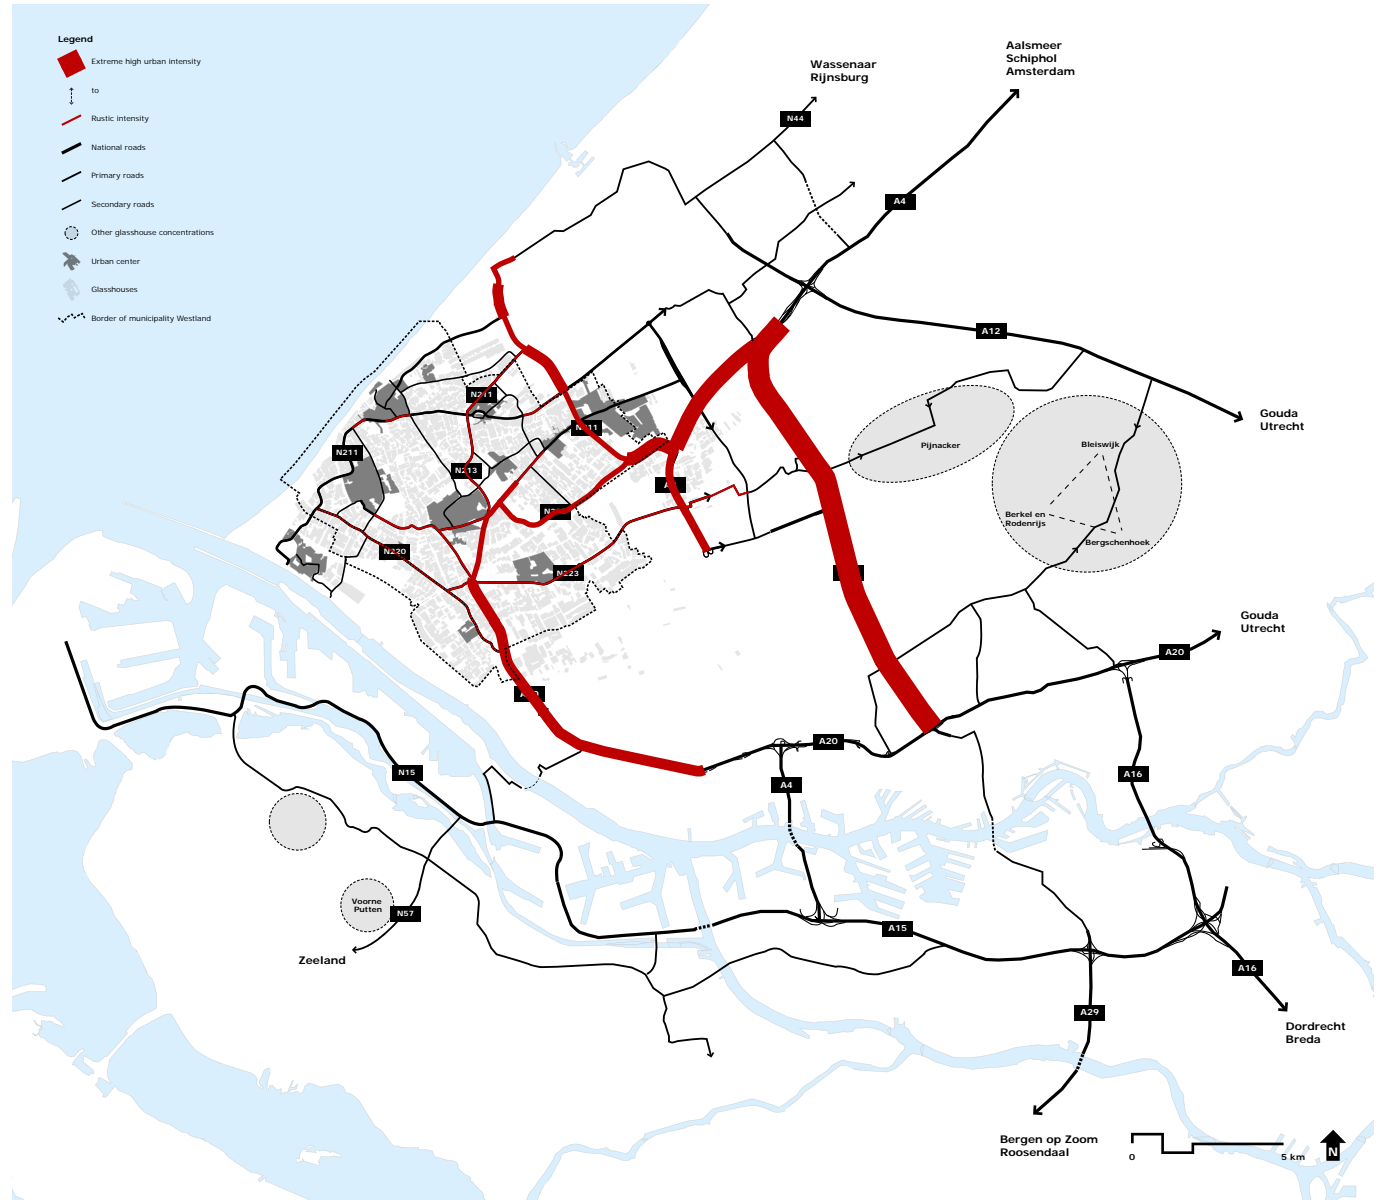 Legend
Extreme high urban intensity
to
Rustic intensity
National roads
Primary roads
Secondary roads
Other glasshouse concentrations
Urban center
Glasshouses
Border of municipality Westland
Aalsmeer
Schiphol
Amsterdam
Wassenaar
Rijnsburg
N44
A4
A12
Gouda
Utrecht
N211
N211
Pijnacker
Bleiswijk
N213
Berkel en
Rodenrijs
Bergschenhoek
N220
N223
Gouda
Utrecht
A20
A20
N15
A4
A16
Voorne
Putten
N57
Zeeland
A15
A16
A29
Dordrecht
Breda
Bergen op Zoom
Roosendaal
0
5 km
N